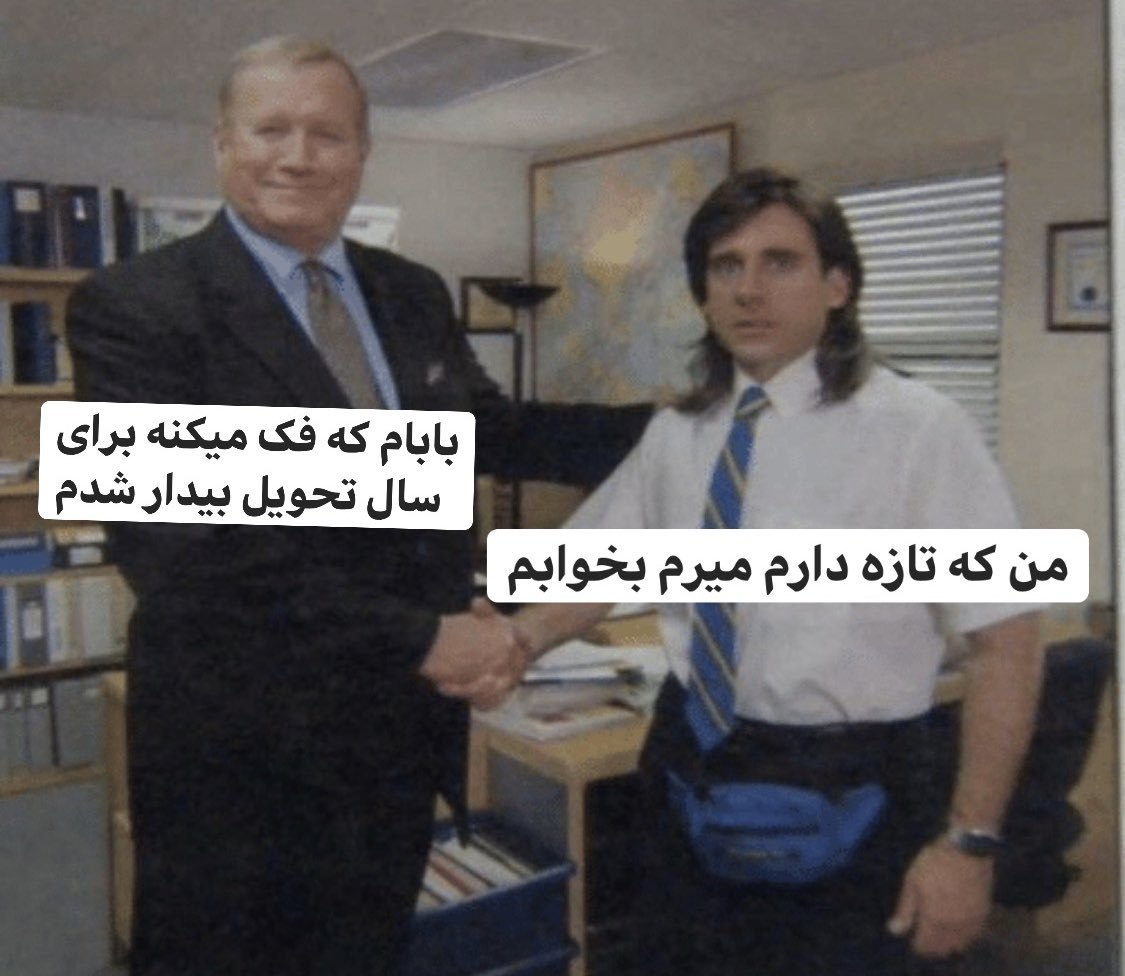 بابام که فک میکنه برای
سال تحویل بیدار شدم
من که تازه دارم میرم بخوابم